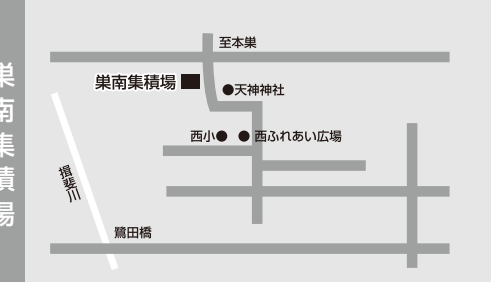 巣南集積場
至本巣
巣南集積場
天神神社
西小
西ふれあい広場
揖斐川
鷺田橋